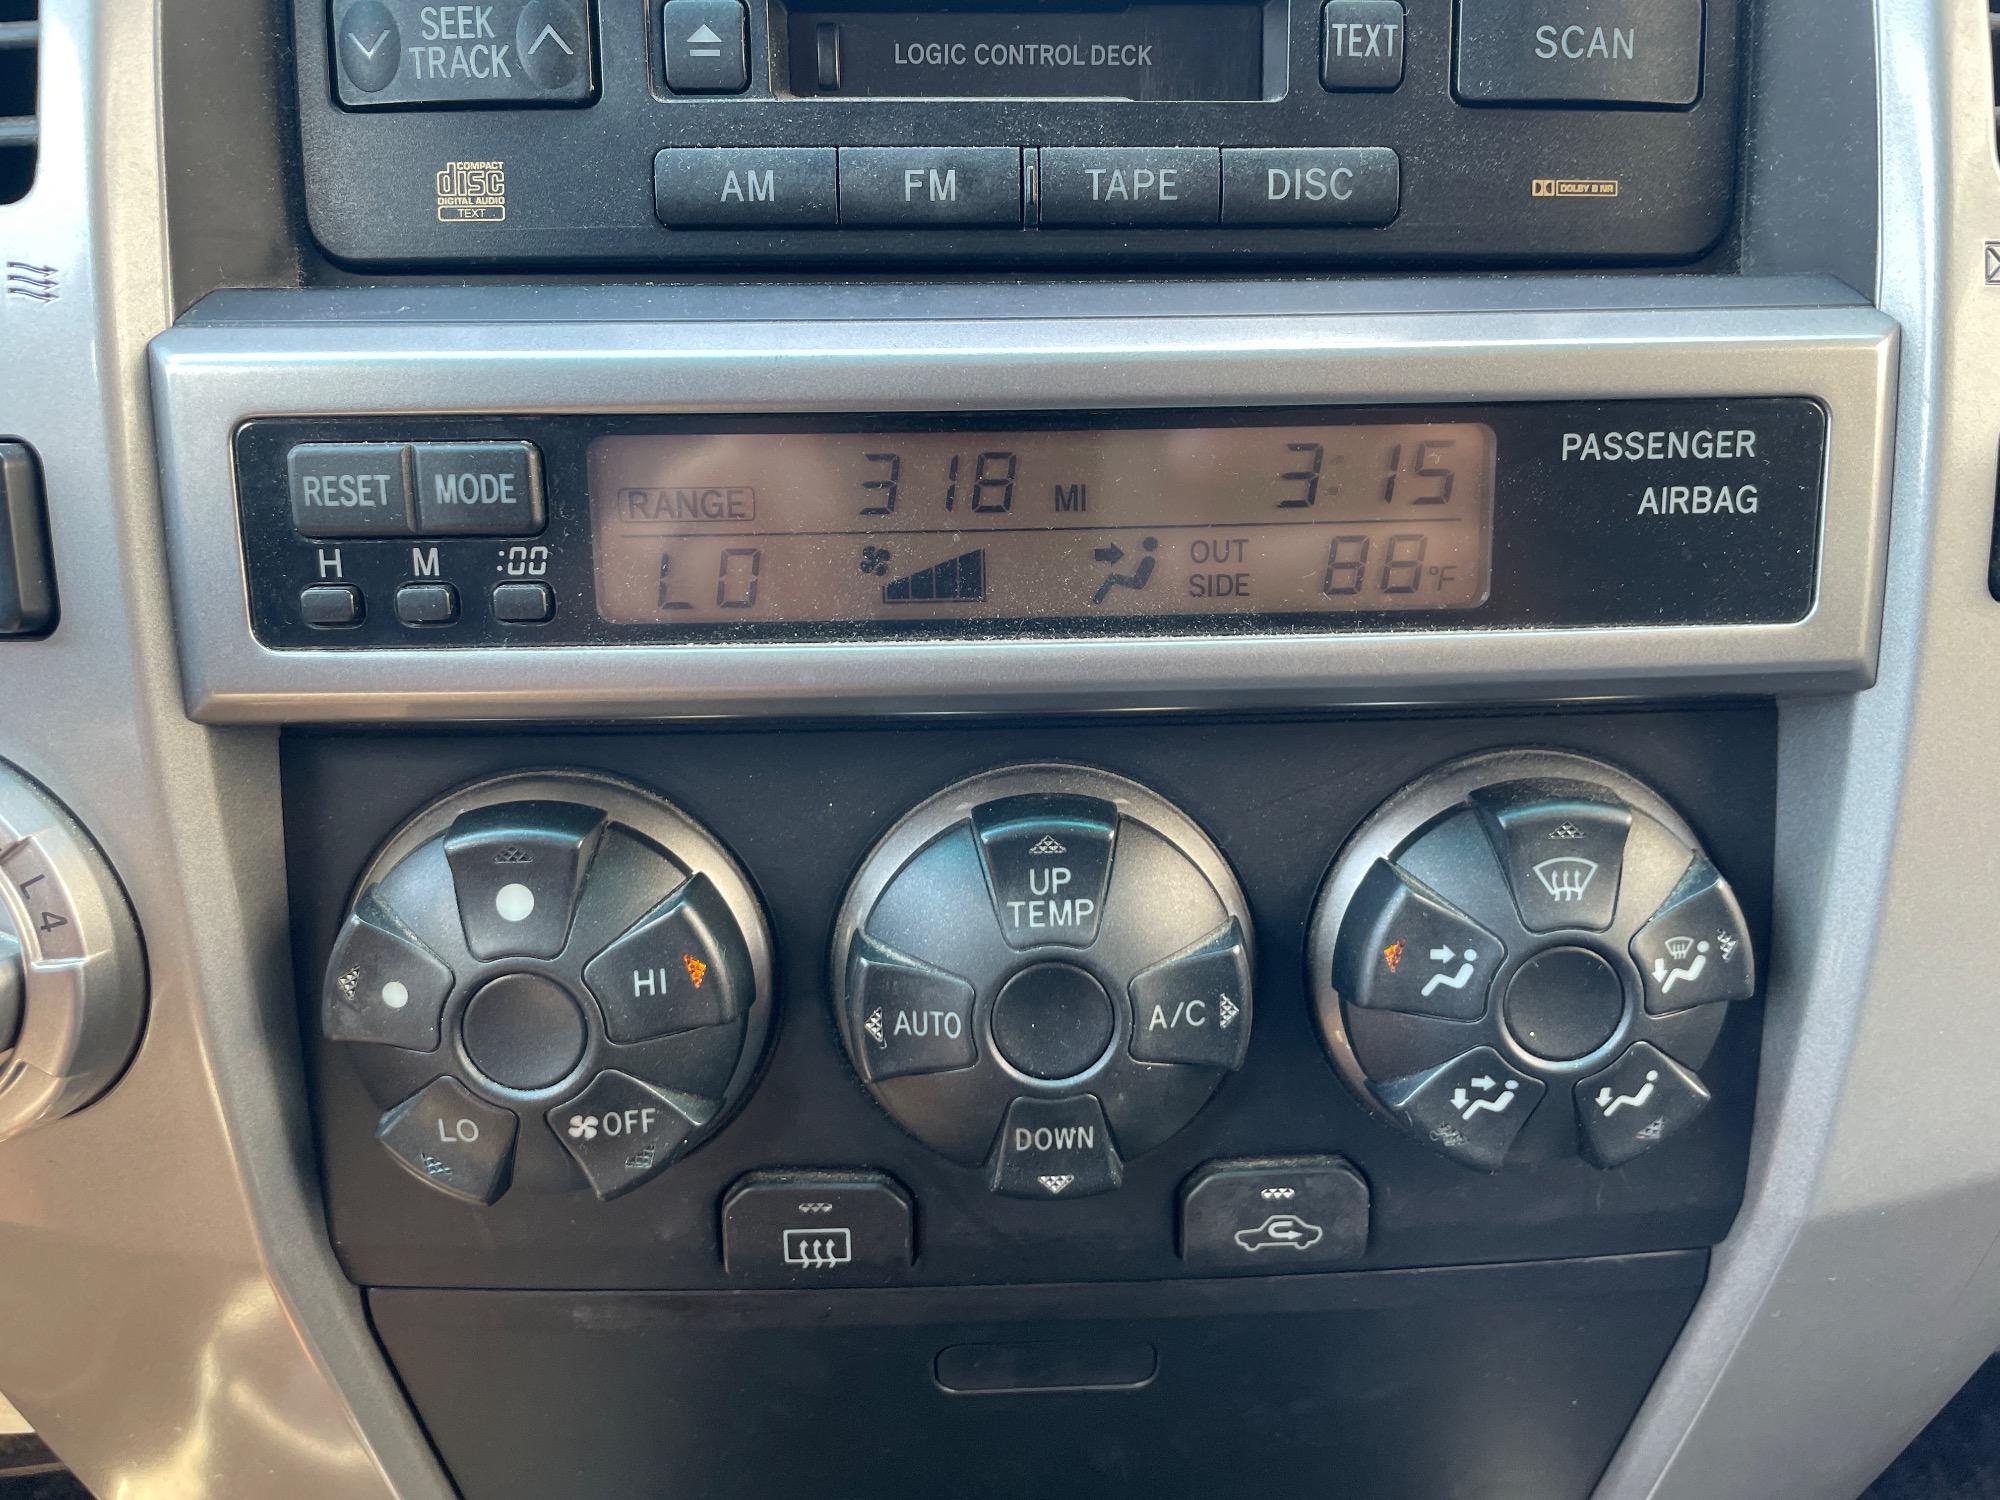 SEEK
TRACK
LOGIC CONTROL DECK
TEXT
SCAN
COMPACT
disc
DIGITAL AUDIO
TEXT
AM
FM
TAPE
DISC
DOLBY B NR
RESET
MODE
H
M
:00
RANGE
318 MI
3:15
LO
OUT
SIDE
88°F
PASSENGER
AIRBAG
L4
HI
LO
OFF
UP
TEMP
AUTO
A/C
DOWN